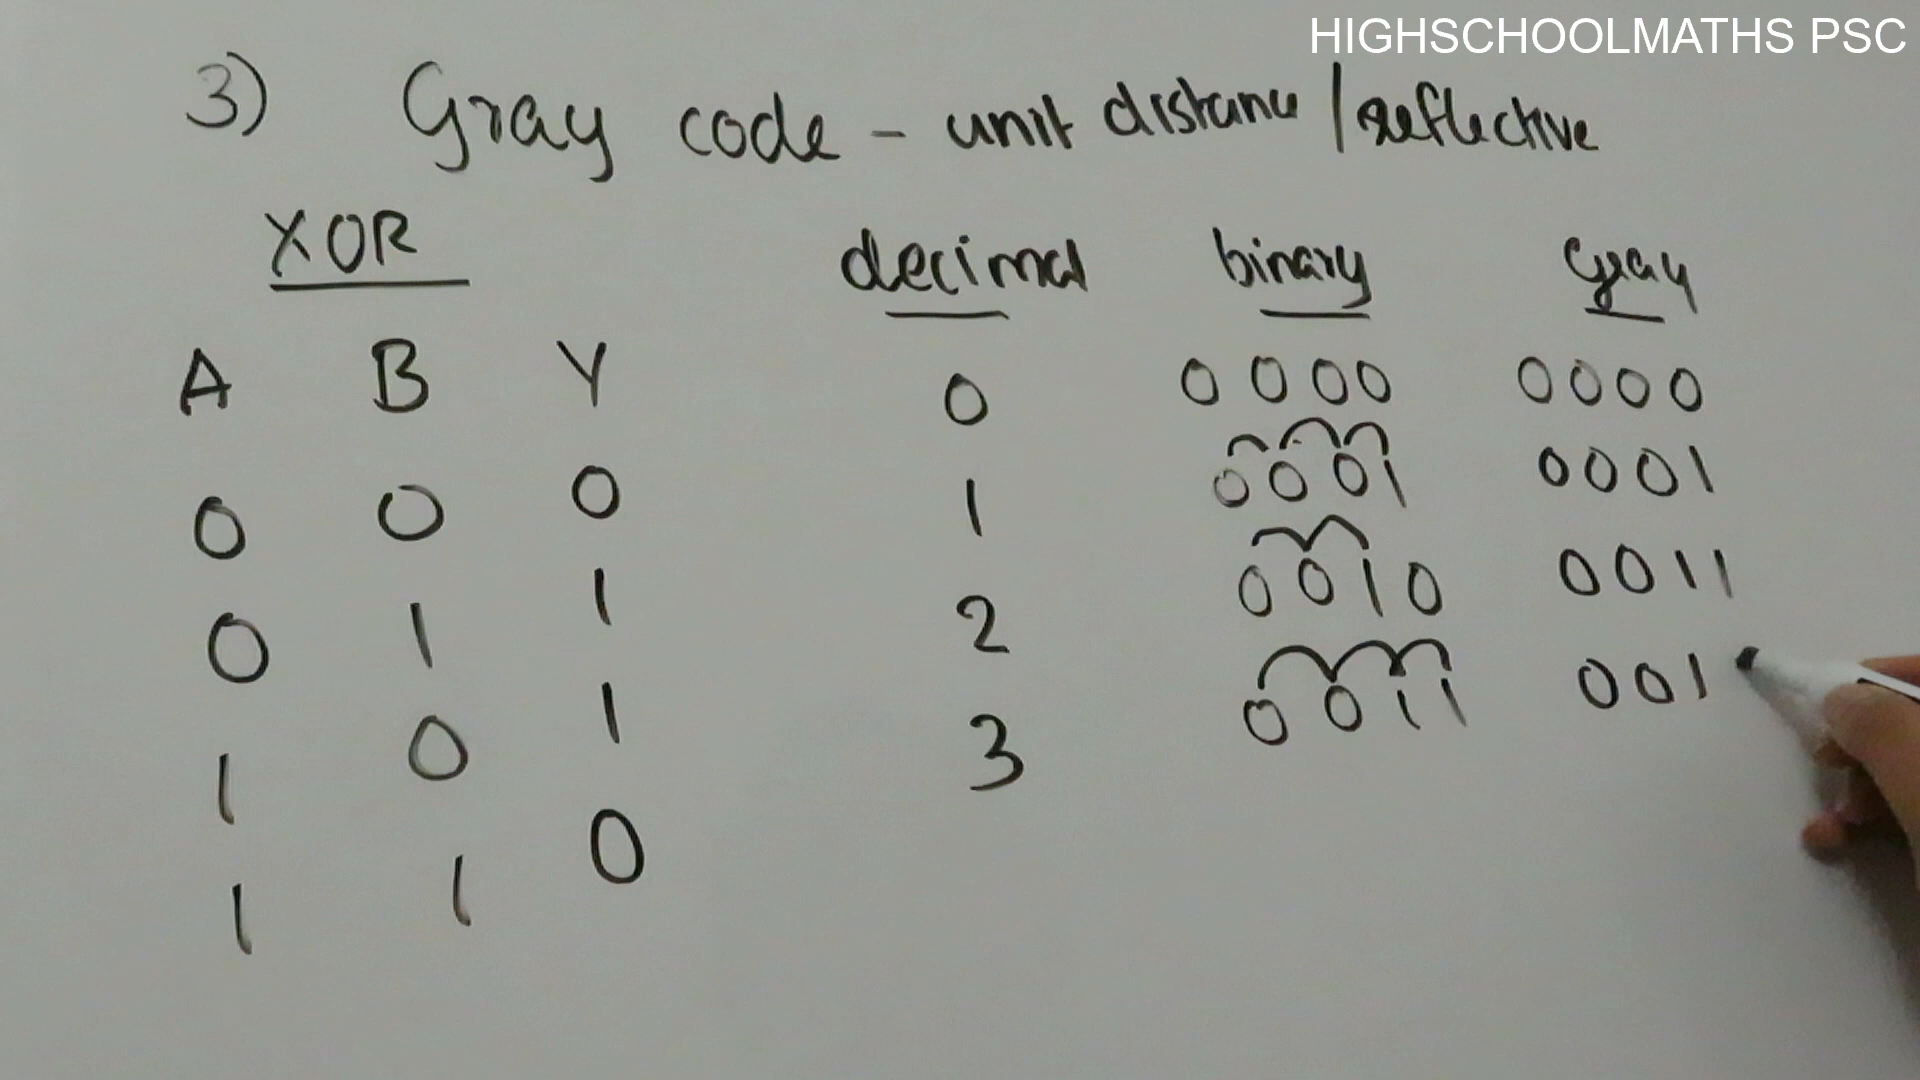 HIGHSCHOOLMATHS PSC
3) Gray code - unit distance / reflective
XOR
A B Y
0 0 0
0 1 1
1 0 1
1 1 0
decimal binary Gray
0 0000 0000
1 0001 0001
2 0010 0011
3 0011 001